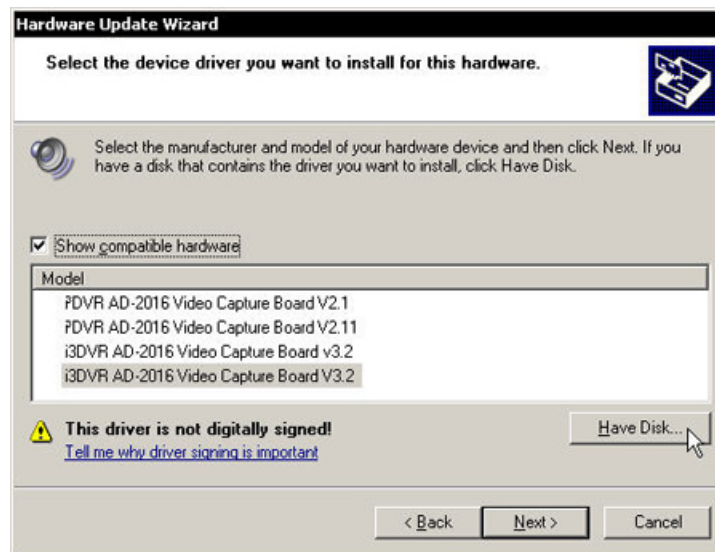 Hardware Update Wizard
Select the device driver you want to install for this hardware.
Select the manufacturer and model of your hardware device and then click Next. If you
have a disk that contains the driver you want to install, click Have Disk.
Show compatible hardware
Model
i³DVR AD-2016 Video Capture Board V2.1
i³DVR AD-2016 Video Capture Board V2.11
i3DVR AD-2016 Video Capture Board v3.2
i3DVR AD-2016 Video Capture Board V3.2
This driver is not digitally signed!
Have Disk...
Tell me why driver signing is important
< Back
Next >
Cancel